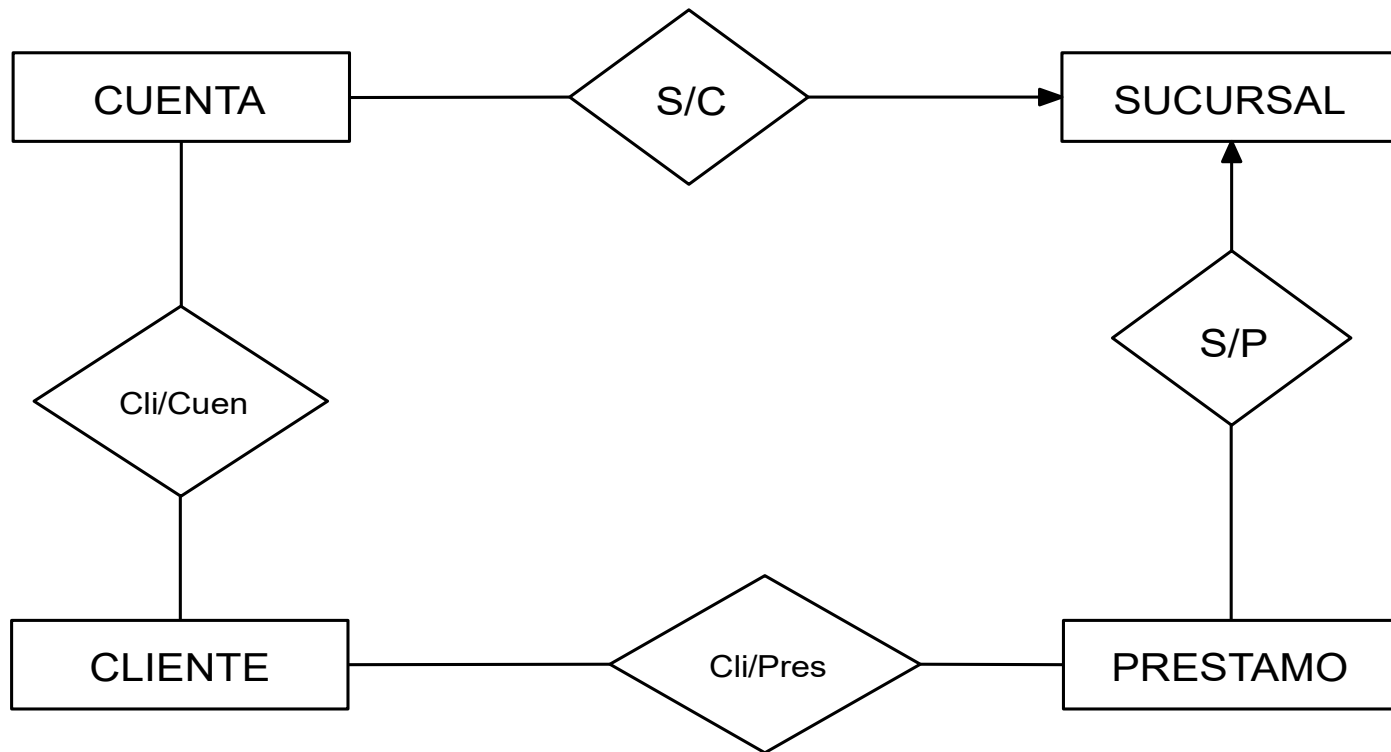 CUENTA
S/C
SUCURSAL
S/P
Cli/Cuen
CLIENTE
Cli/Pres
PRESTAMO